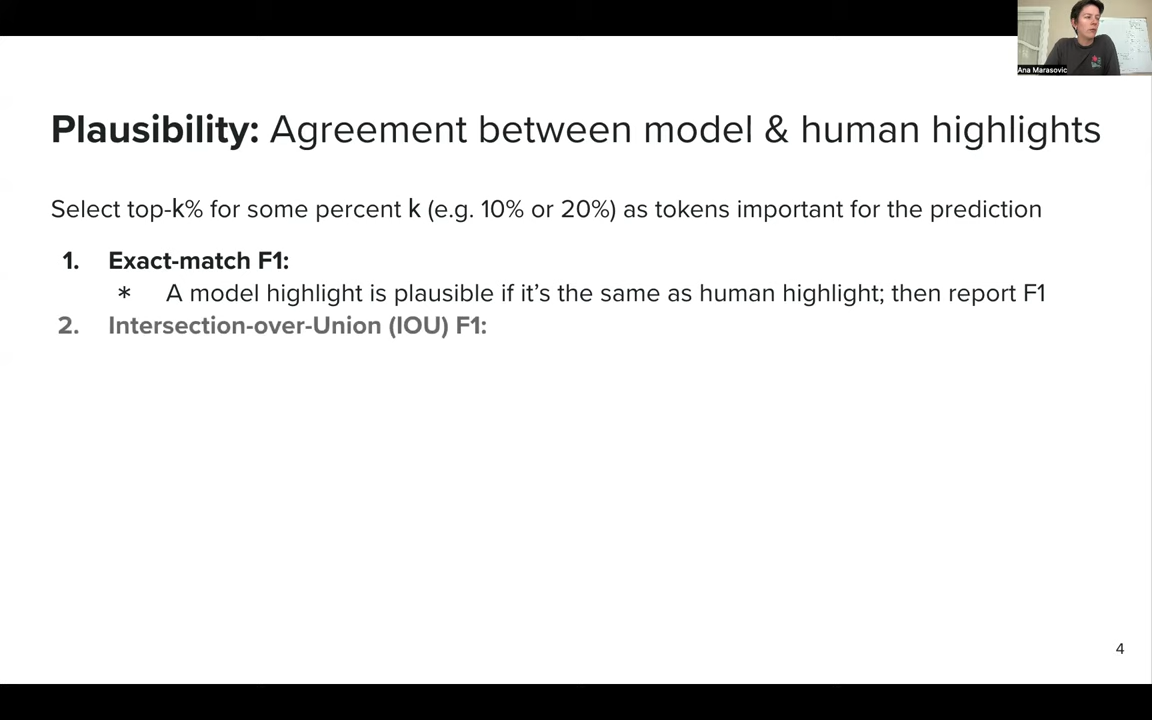 Ana Marasovic
Plausibility: Agreement between model & human highlights
Select top-k% for some percent k (e.g. 10% or 20%) as tokens important for the prediction
1. Exact-match F1:
* A model highlight is plausible if it’s the same as human highlight; then report F1
2. Intersection-over-Union (IOU) F1:
4